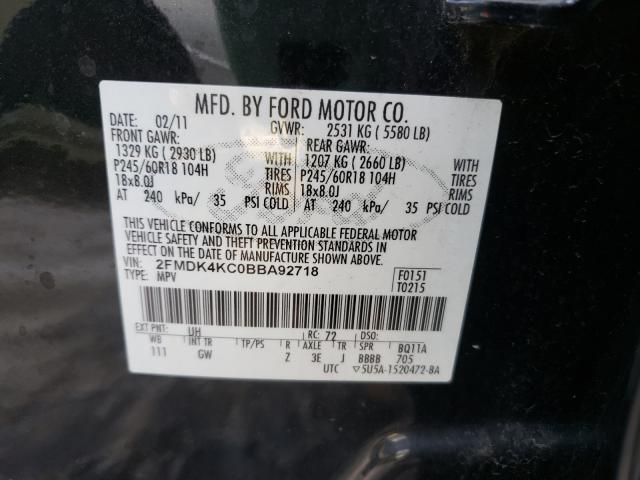 MFD. BY FORD MOTOR CO.
DATE: 02/11 GVWR: 2531 KG ( 5580 LB)
FRONT GAWR: REAR GAWR:
1329 KG ( 2930 LB) WITH 1207 KG ( 2660 LB) WITH
P245/60R18 104H TIRES P245/60R18 104H TIRES
18x8.0J RIMS 18x8.0J RIMS
AT 240 kPa/ 35 PSI COLD AT 240 kPa/ 35 PSI COLD
THIS VEHICLE CONFORMS TO ALL APPLICABLE FEDERAL MOTOR
VEHICLE SAFETY AND THEFT PREVENTION STANDARDS IN
EFFECT ON THE DATE OF MANUFACTURE SHOWN ABOVE.
VIN: 2FMDK4KC0BBA92718 F0151
TYPE: MPV T0215
EXT PNT: UH RC: 72 DSO:
WB INT TR TP/PS R AXLE TR SPR BQ11A
111 GW Z 3E J BBBB 705
UTC ▽5U5A-1520472-BA